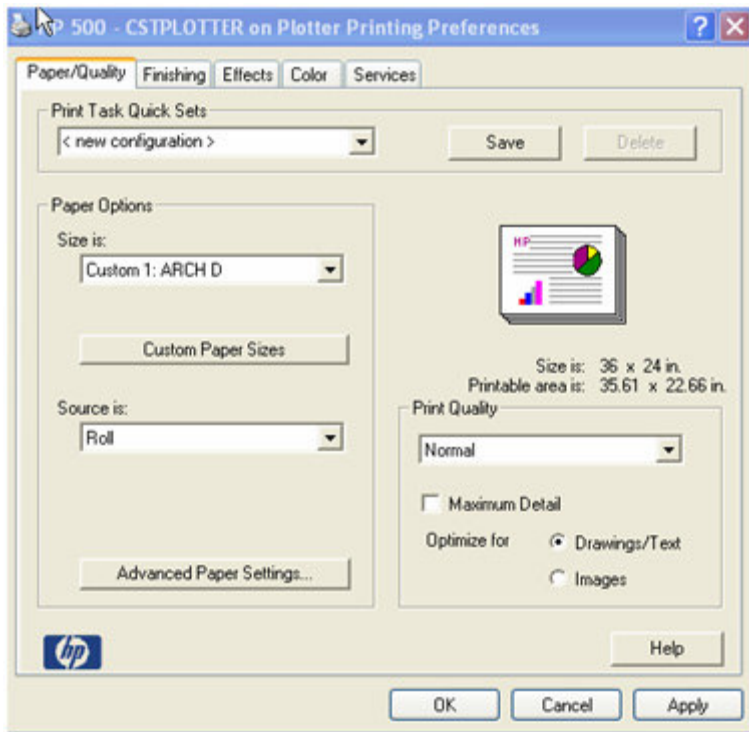 P 500 - CSTPLOTTER on Plotter Printing Preferences
Paper/Quality Finishing Effects Color Services
Print Task Quick Sets
< new configuration > Save Delete
Paper Options
Size is:
Custom 1: ARCH D
HP
Custom Paper Sizes
Size is: 36 x 24 in.
Printable area is: 35.61 x 22.66 in.
Source is:
Roll
Print Quality
Normal
Maximum Detail
Optimize for Drawings/Text
Images
Advanced Paper Settings...
hp
Help
OK Cancel Apply